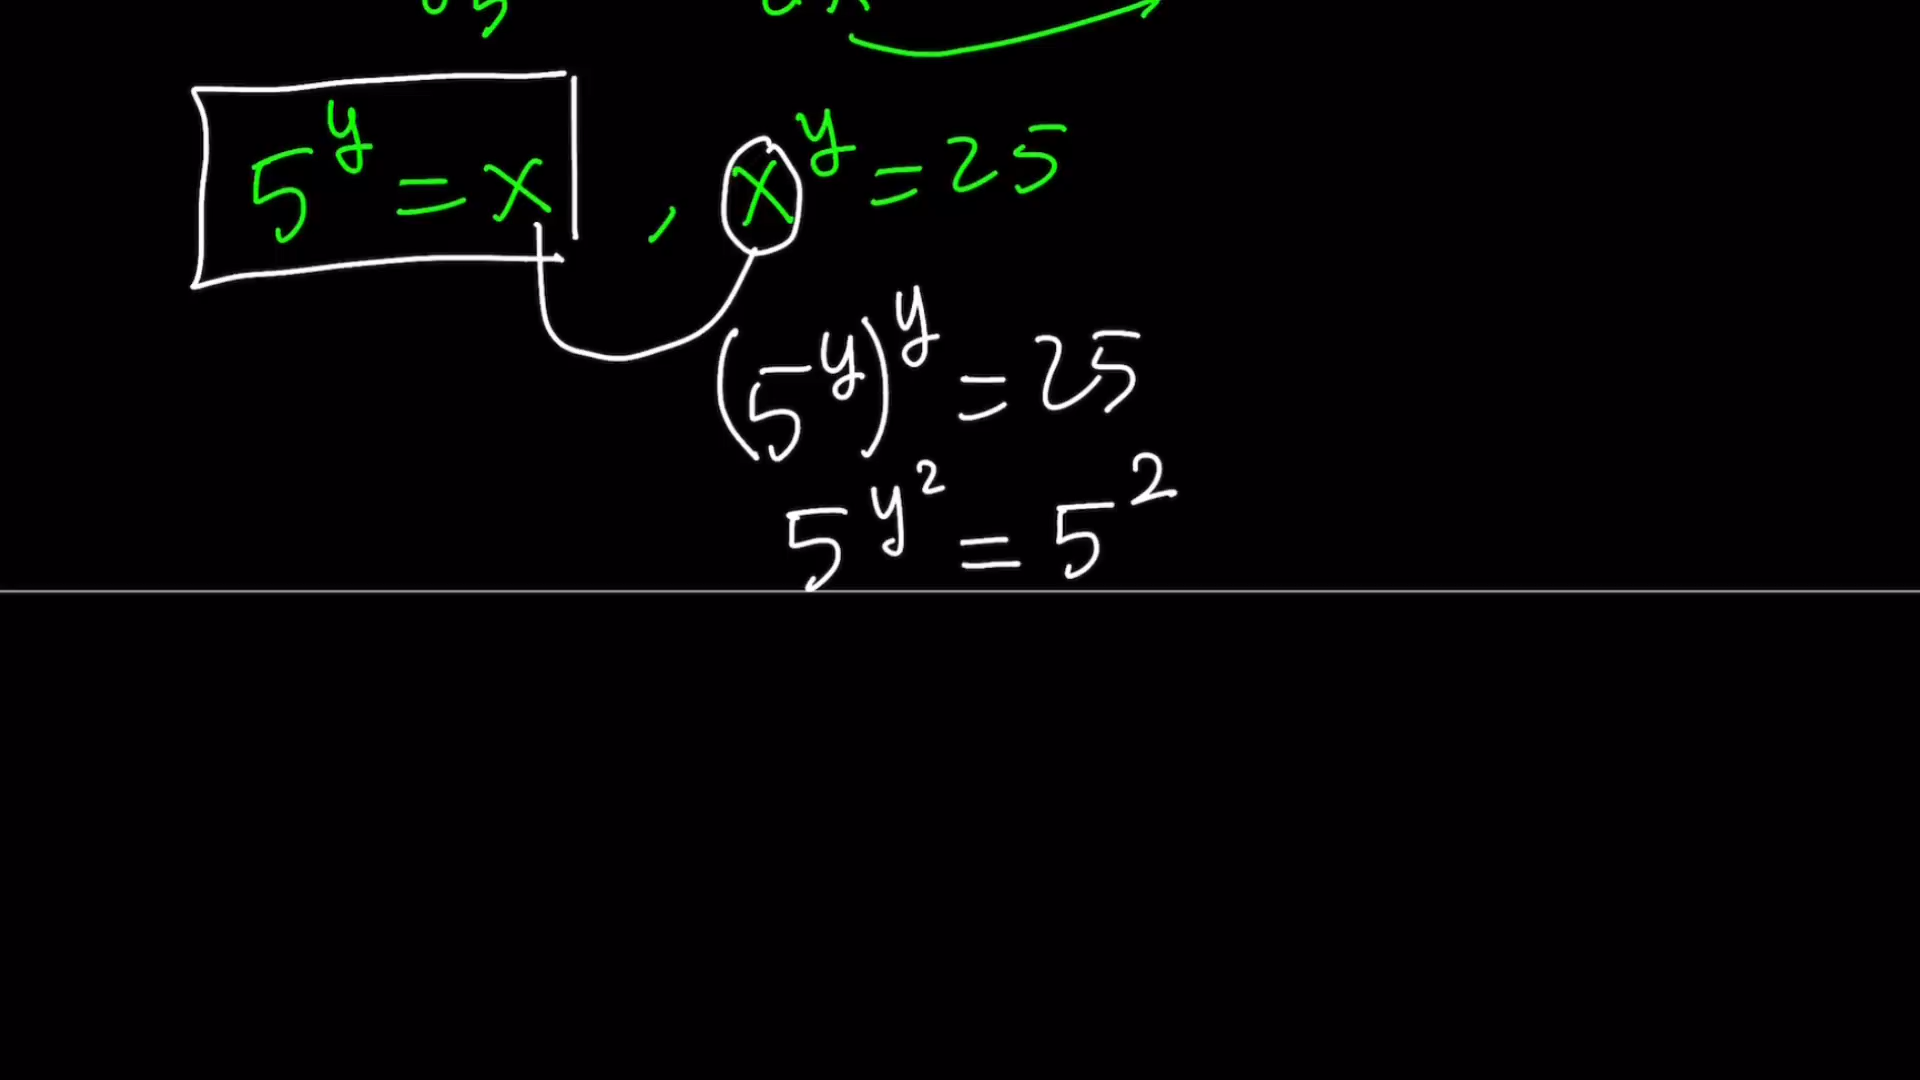 5^y = x , x^y = 25
(5^y)^y = 25
5^{y^2} = 5^2